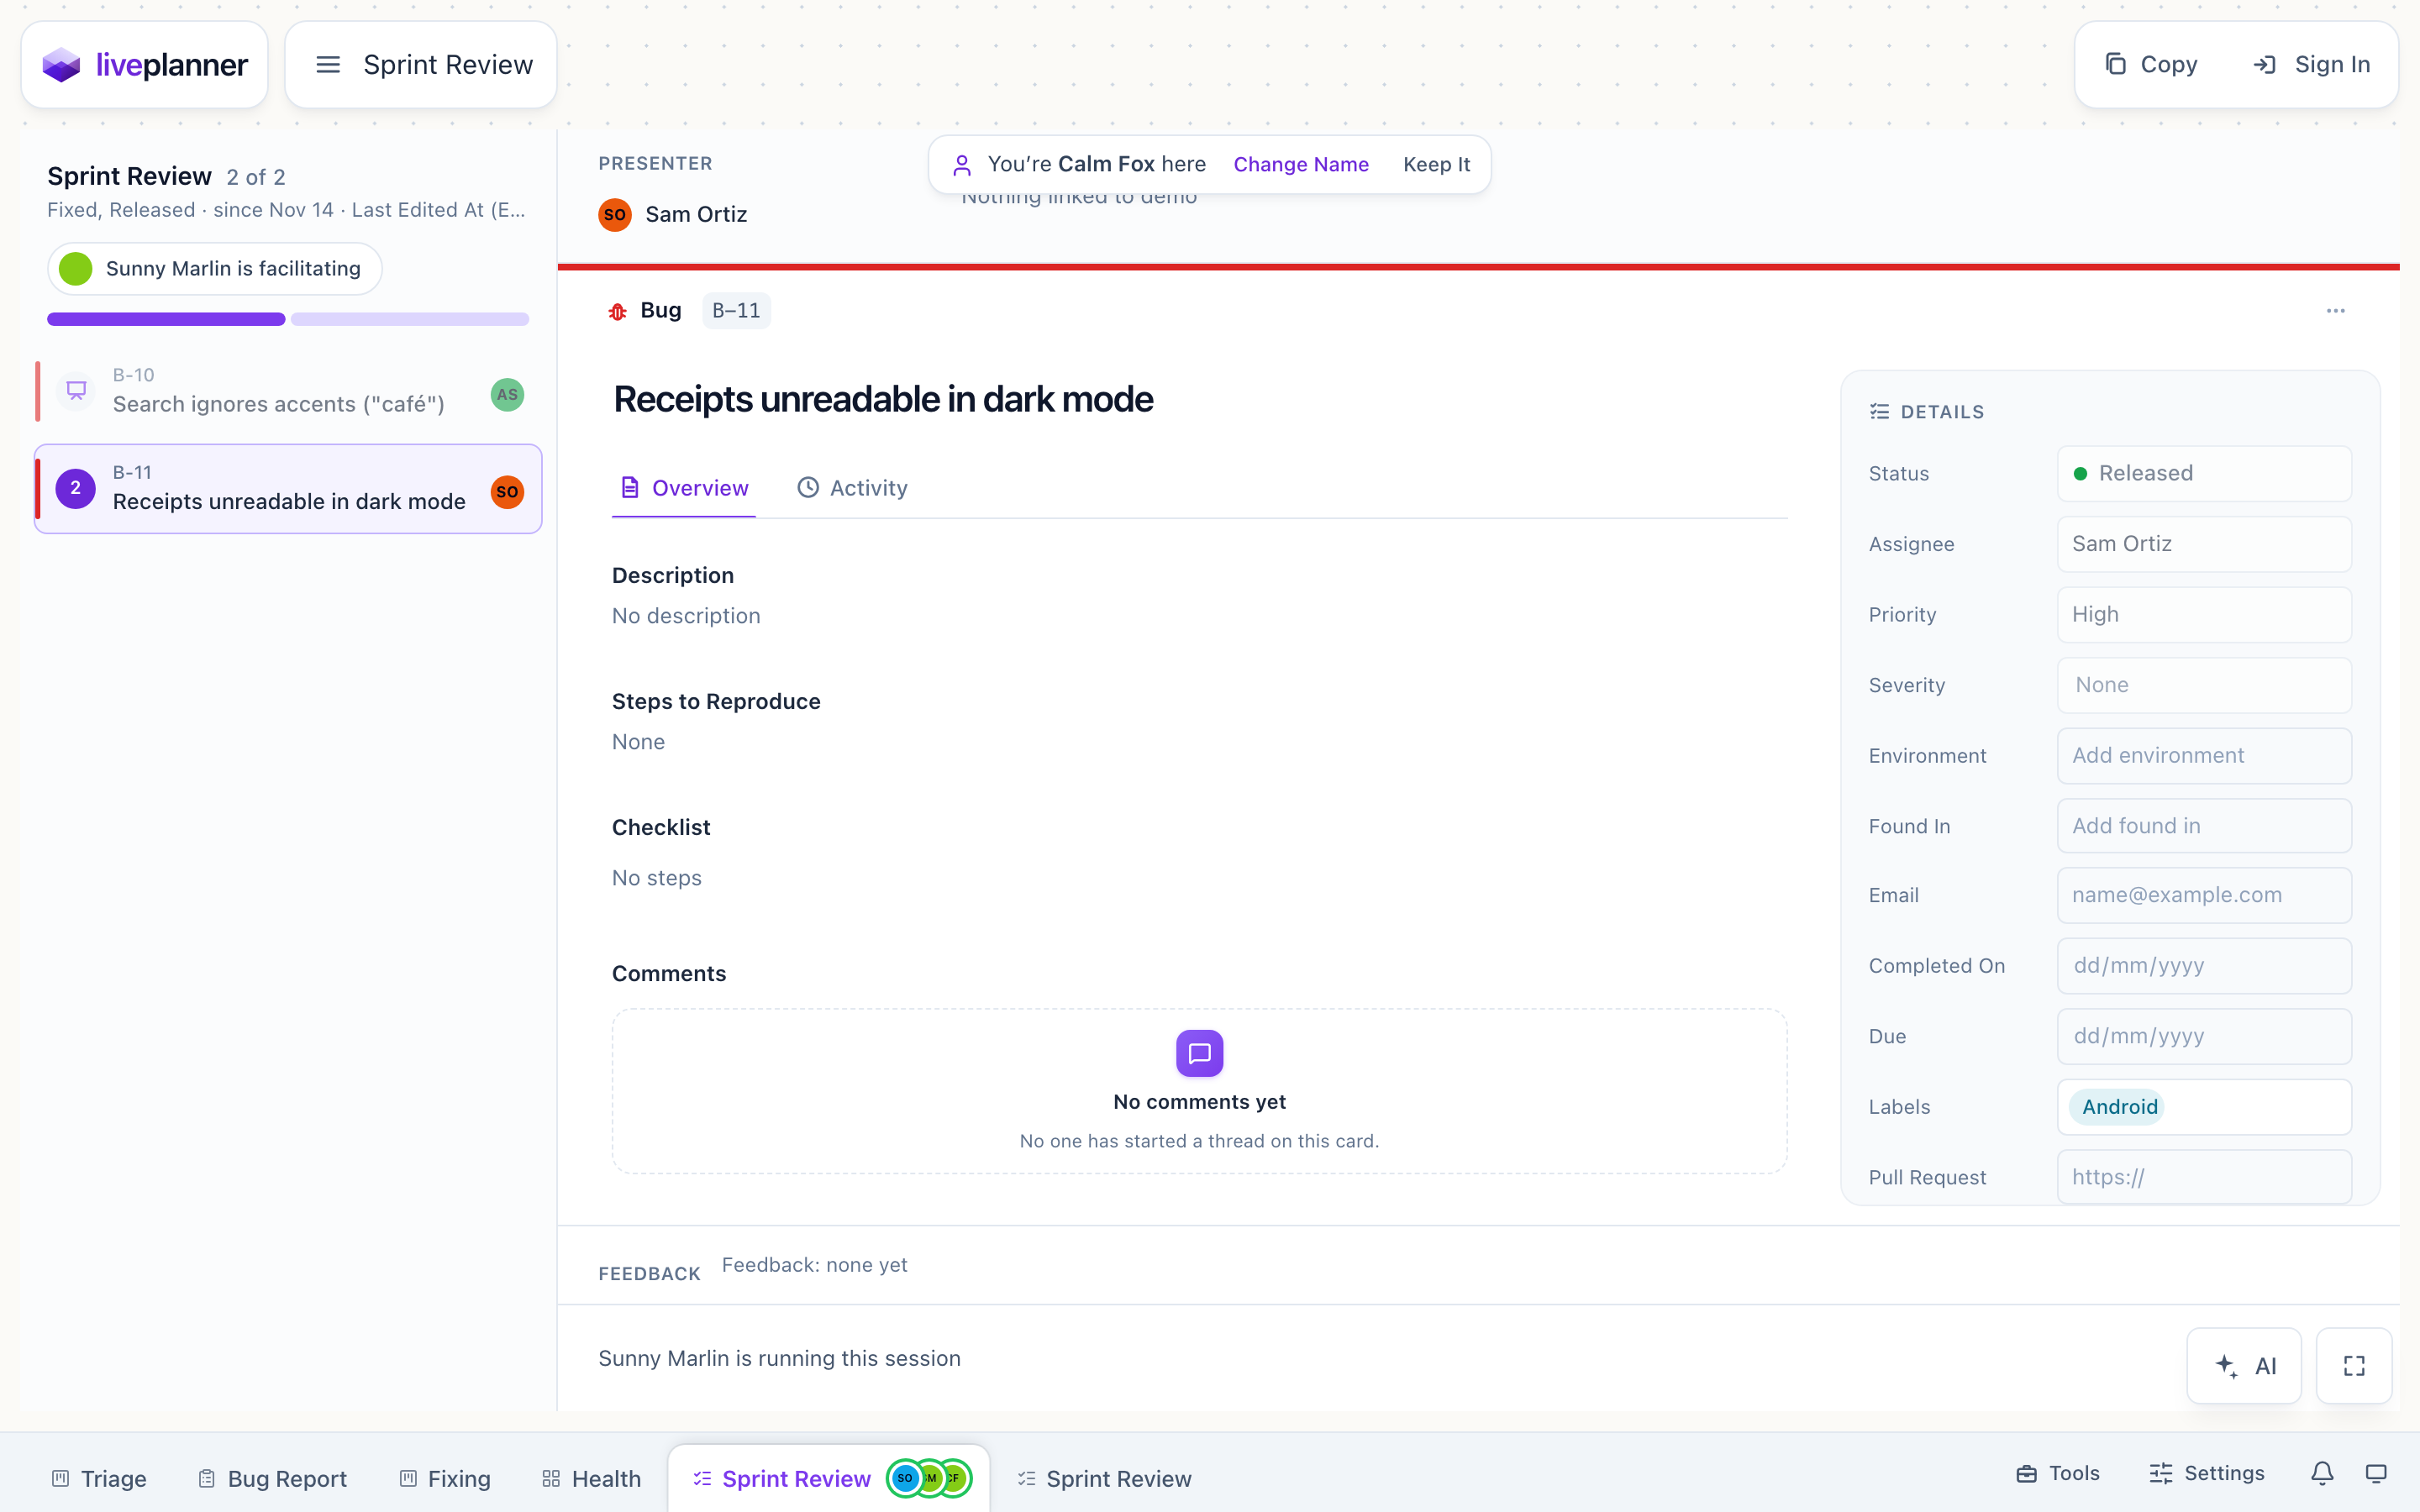 liveplanner
Sprint Review
Copy
Sign In
Sprint Review 2 of 2
Fixed, Released · since Nov 14 · Last Edited At (E...
Sunny Marlin is facilitating
B-10
Search ignores accents ("café")
AS
2
B-11
Receipts unreadable in dark mode
SO
PRESENTER
SO Sam Ortiz
You're Calm Fox here Change Name Keep It
Nothing linked to demo
Bug B–11
Receipts unreadable in dark mode
Overview
Activity
Description
No description
Steps to Reproduce
None
Checklist
No steps
Comments
No comments yet
No one has started a thread on this card.
DETAILS
Status Released
Assignee Sam Ortiz
Priority High
Severity None
Environment Add environment
Found In Add found in
Email name@example.com
Completed On dd/mm/yyyy
Due dd/mm/yyyy
Labels Android
Pull Request https://
FEEDBACK Feedback: none yet
Sunny Marlin is running this session
AI
Triage
Bug Report
Fixing
Health
Sprint Review
SO
SM
CF
Sprint Review
Tools
Settings